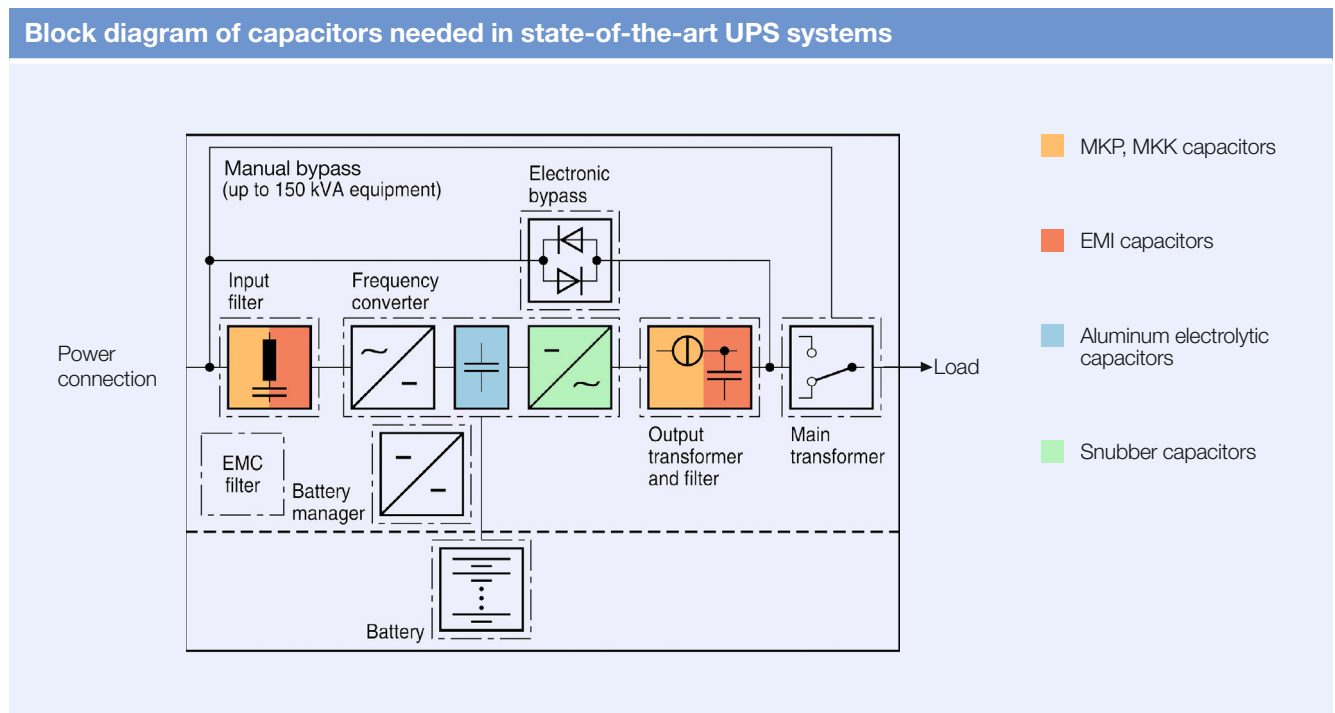 Block diagram of capacitors needed in state-of-the-art UPS systems
Manual bypass
(up to 150 kVA equipment)
Electronic
bypass
Input
filter
Frequency
converter
Power
connection
Load
EMC
filter
Battery
manager
Output
transformer
and filter
Main
transformer
Battery
MKP, MKK capacitors
EMI capacitors
Aluminum electrolytic
capacitors
Snubber capacitors